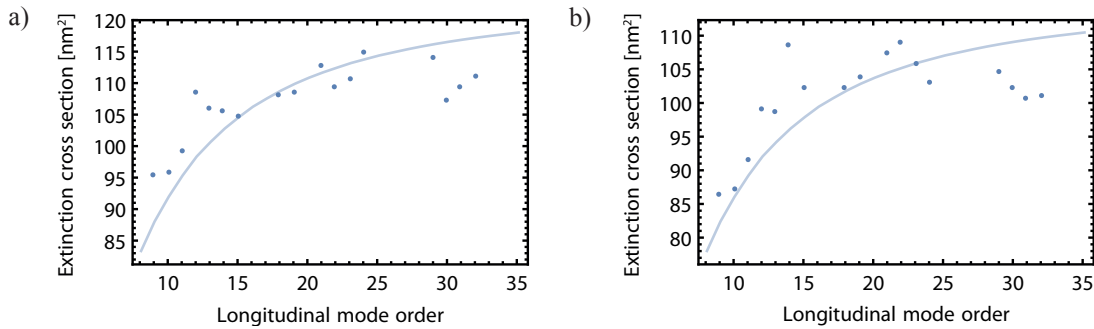 a)
Extinction cross section [nm²]
120
115
110
105
100
95
90
85
10 15 20 25 30 35
Longitudinal mode order
b)
Extinction cross section [nm²]
110
105
100
95
90
85
80
10 15 20 25 30 35
Longitudinal mode order